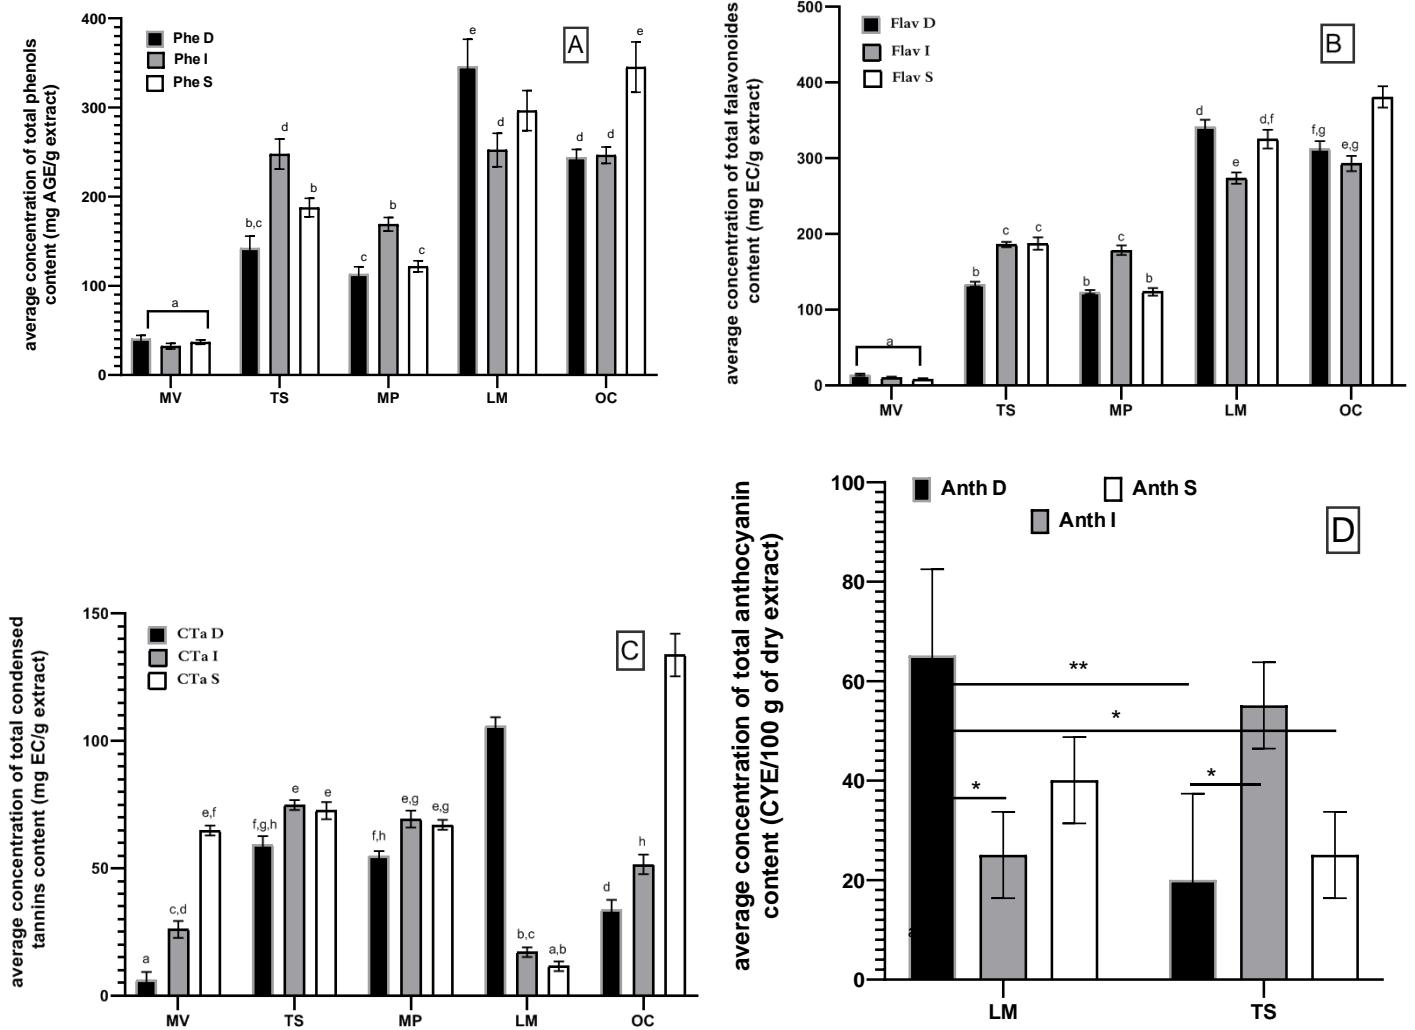 average concentration of total phenols
content (mg AGE/g extract)
400
300
200
100
0
Phe D
Phe I
Phe S
A
a
b,c
d
b
c
b
c
e
d
d
d
e
MV
TS
MP
LM
OC
average concentration of total falavonoides
content (mg EC/g extract)
500
400
300
200
100
0
Flav D
Flav I
Flav S
B
a
b
c
c
b
c
b
d
e
d,f
f,g
e,g
MV
TS
MP
LM
OC
average concentration of total condensed
tannins content (mg EC/g extract)
150
100
50
0
CTa D
CTa I
CTa S
C
a
c,d
e,f
f,g,h
e
e
f,h
e,g
e,g
b,c
a,b
d
h
MV
TS
MP
LM
OC
average concentration of total anthocyanin
content (CYE/100 g of dry extract)
100
80
60
40
20
0
Anth D
Anth S
Anth I
D
**
*
*
*
LM
TS